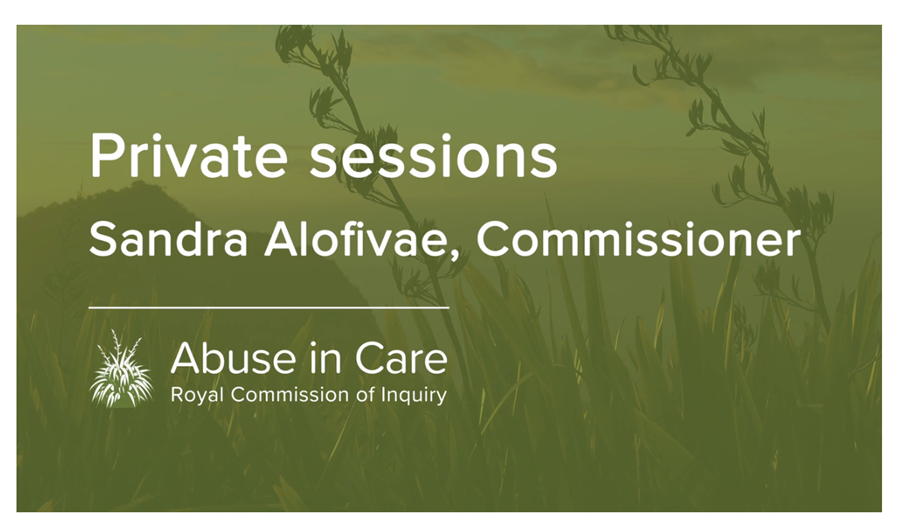 Private sessions
Sandra Alofivae, Commissioner
Abuse in Care
Royal Commission of Inquiry